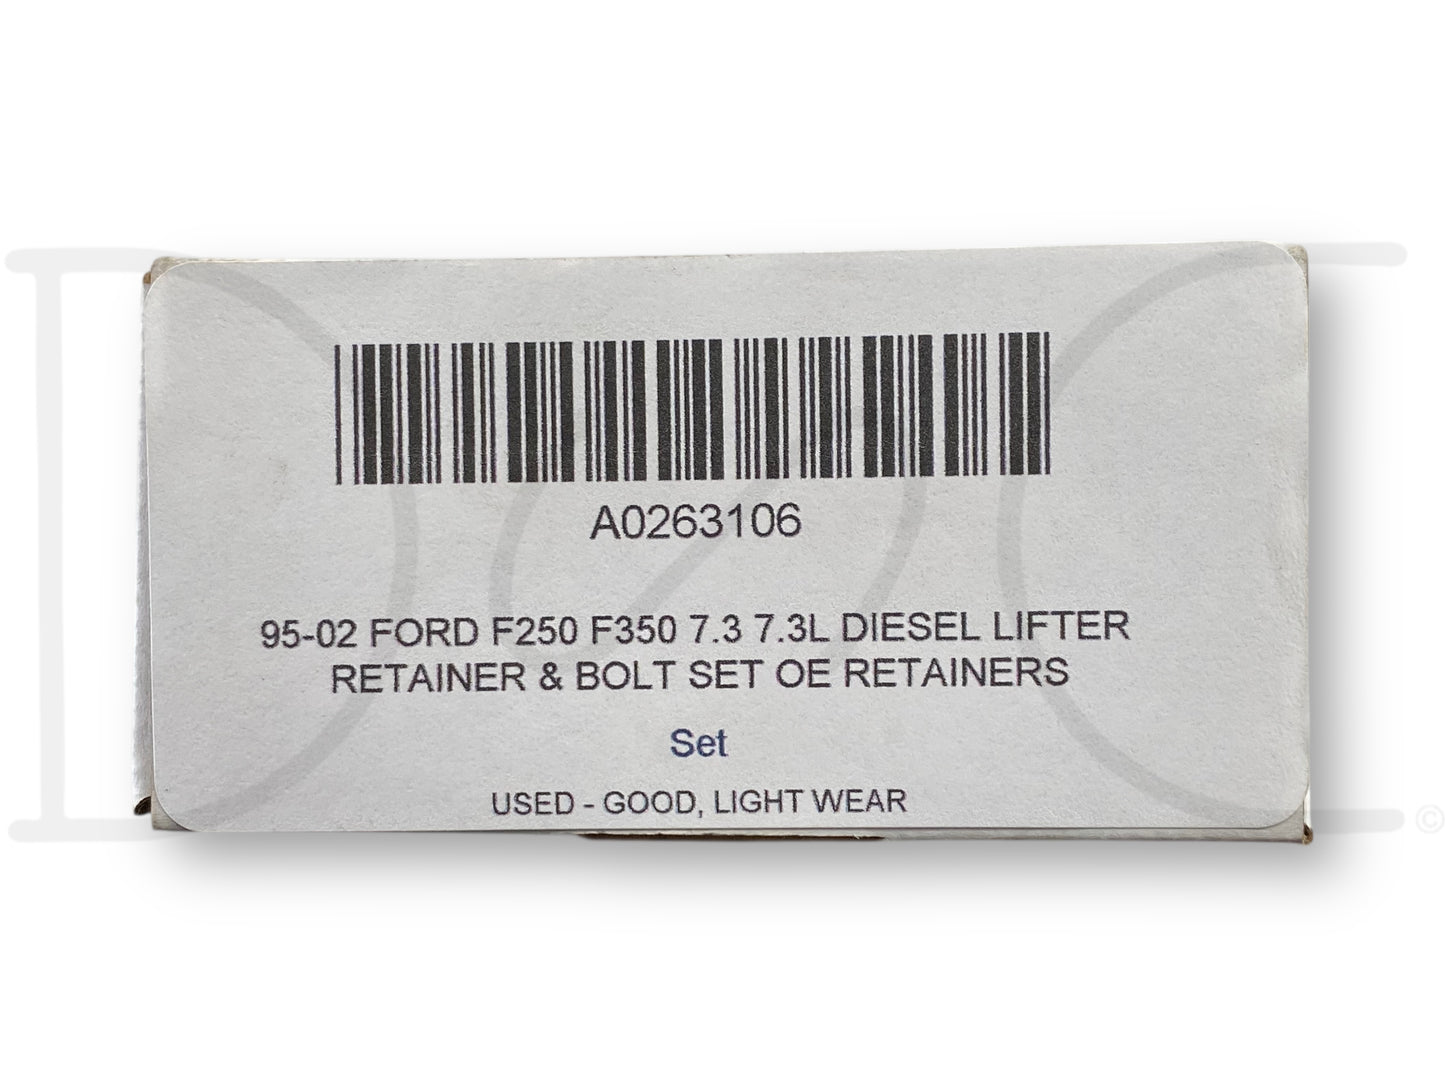 A0263106
95-02 FORD F250 F350 7.3 7.3L DIESEL LIFTER
RETAINER & BOLT SET OE RETAINERS
Set
USED - GOOD, LIGHT WEAR
©